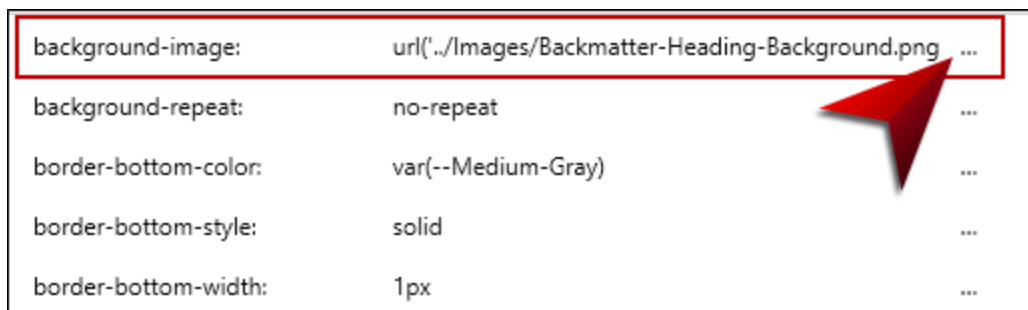 background-image: url('../Images/Backmatter-Heading-Background.png ...
background-repeat: no-repeat ...
border-bottom-color: var(--Medium-Gray) ...
border-bottom-style: solid ...
border-bottom-width: 1px ...